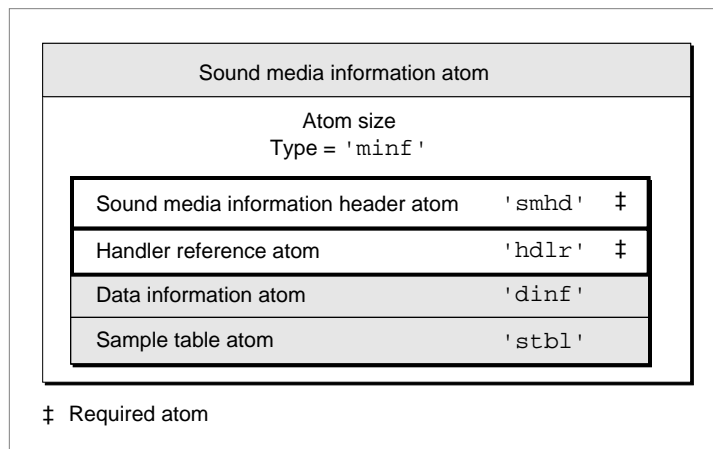 Sound media information atom
Atom size
Type = 'minf'
Sound media information header atom 'smhd' ‡
Handler reference atom 'hdlr' ‡
Data information atom 'dinf'
Sample table atom 'stbl'
‡ Required atom